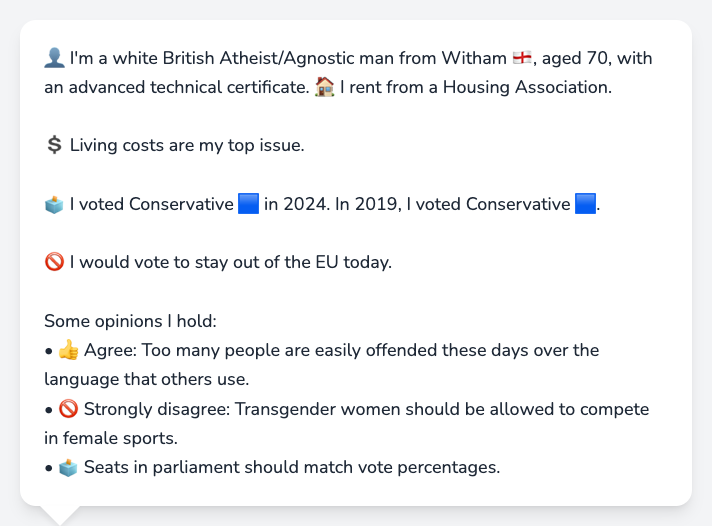 👤 I'm a white British Atheist/Agnostic man from Witham 🏴󠁧󠁢󠁥󠁮󠁧󠁿, aged 70, with
an advanced technical certificate. 🏠 I rent from a Housing Association.
💲 Living costs are my top issue.
🗳️ I voted Conservative 🟦 in 2024. In 2019, I voted Conservative 🟦.
🚫 I would vote to stay out of the EU today.
Some opinions I hold:
• 👍 Agree: Too many people are easily offended these days over the
language that others use.
• 🚫 Strongly disagree: Transgender women should be allowed to compete
in female sports.
• 🗳️ Seats in parliament should match vote percentages.